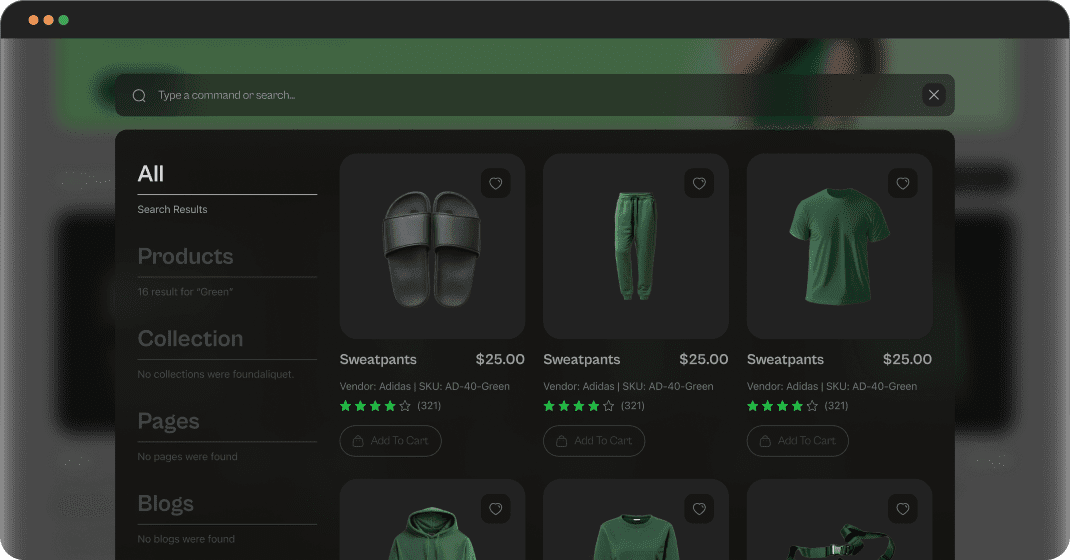 Type a command or search...
All
Search Results
Products
16 result for "Green"
Collection
No collections were foundaliquet.
Pages
No pages were found
Blogs
No blogs were found
Sweatpants $25.00
Vendor: Adidas | SKU: AD-40-Green
(321)
Add To Cart
Sweatpants $25.00
Vendor: Adidas | SKU: AD-40-Green
(321)
Add To Cart
Sweatpants $25.00
Vendor: Adidas | SKU: AD-40-Green
(321)
Add To Cart